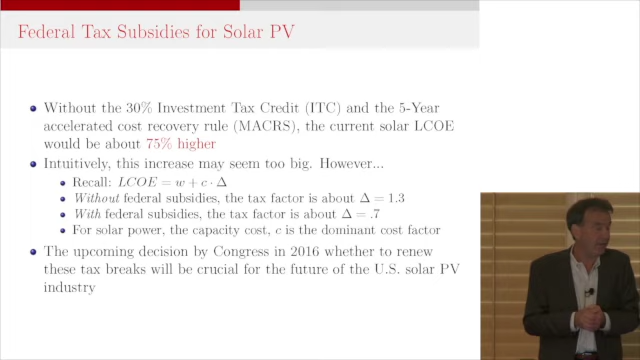 Federal Tax Subsidies for Solar PV
Without the 30% Investment Tax Credit (ITC) and the 5-Year
accelerated cost recovery rule (MACRS), the current solar LCOE
would be about 75% higher
Intuitively, this increase may seem too big. However...
Recall: LCOE = w + c · Δ
Without federal subsidies, the tax factor is about Δ = 1.3
With federal subsidies, the tax factor is about Δ = .7
For solar power, the capacity cost, c is the dominant cost factor
The upcoming decision by Congress in 2016 whether to renew
these tax breaks will be crucial for the future of the U.S. solar PV
industry